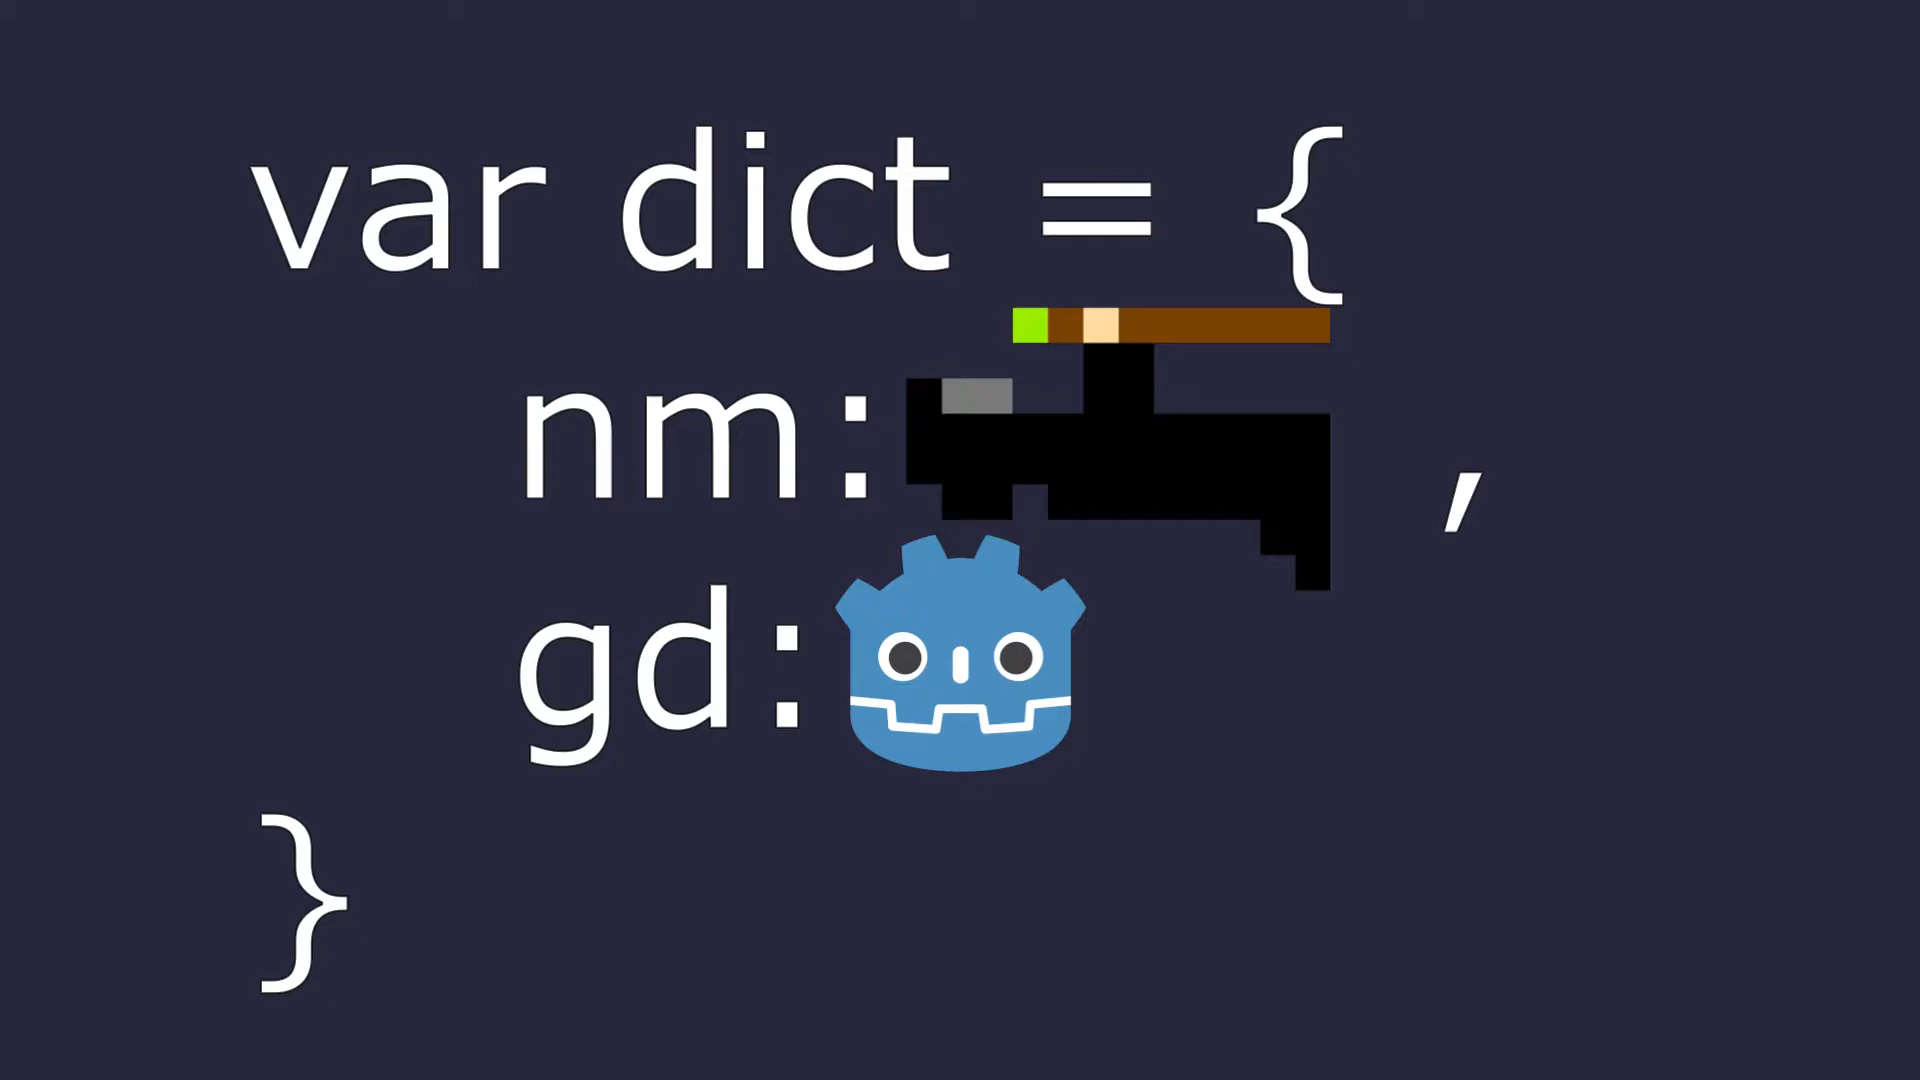 var dict = {
nm: ,
gd:
}